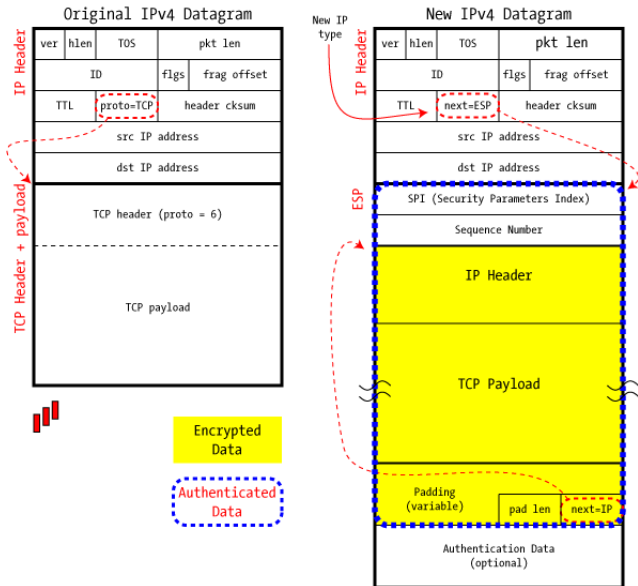 Original IPv4 Datagram
IP Header
ver hlen TOS pkt len
ID flgs frag offset
TTL proto=TCP header cksum
src IP address
dst IP address
TCP Header + payload
TCP header (proto = 6)
TCP payload
Encrypted
Data
Authenticated
Data
New IPv4 Datagram
New IP
type
IP Header
ver hlen TOS pkt len
ID flgs frag offset
TTL next=ESP header cksum
src IP address
dst IP address
ESP
SPI (Security Parameters Index)
Sequence Number
IP Header
TCP Payload
Padding
(variable)
pad len next=IP
Authentication Data
(optional)